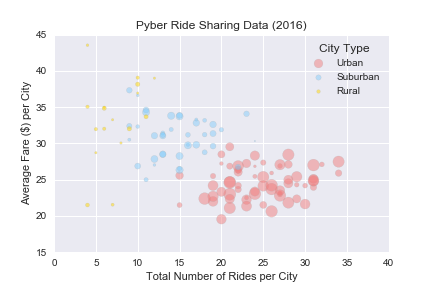 Pyber Ride Sharing Data (2016)
Average Fare ($) per City
45
40
35
30
25
20
15
City Type
Urban
Suburban
Rural
0 5 10 15 20 25 30 35 40
Total Number of Rides per City